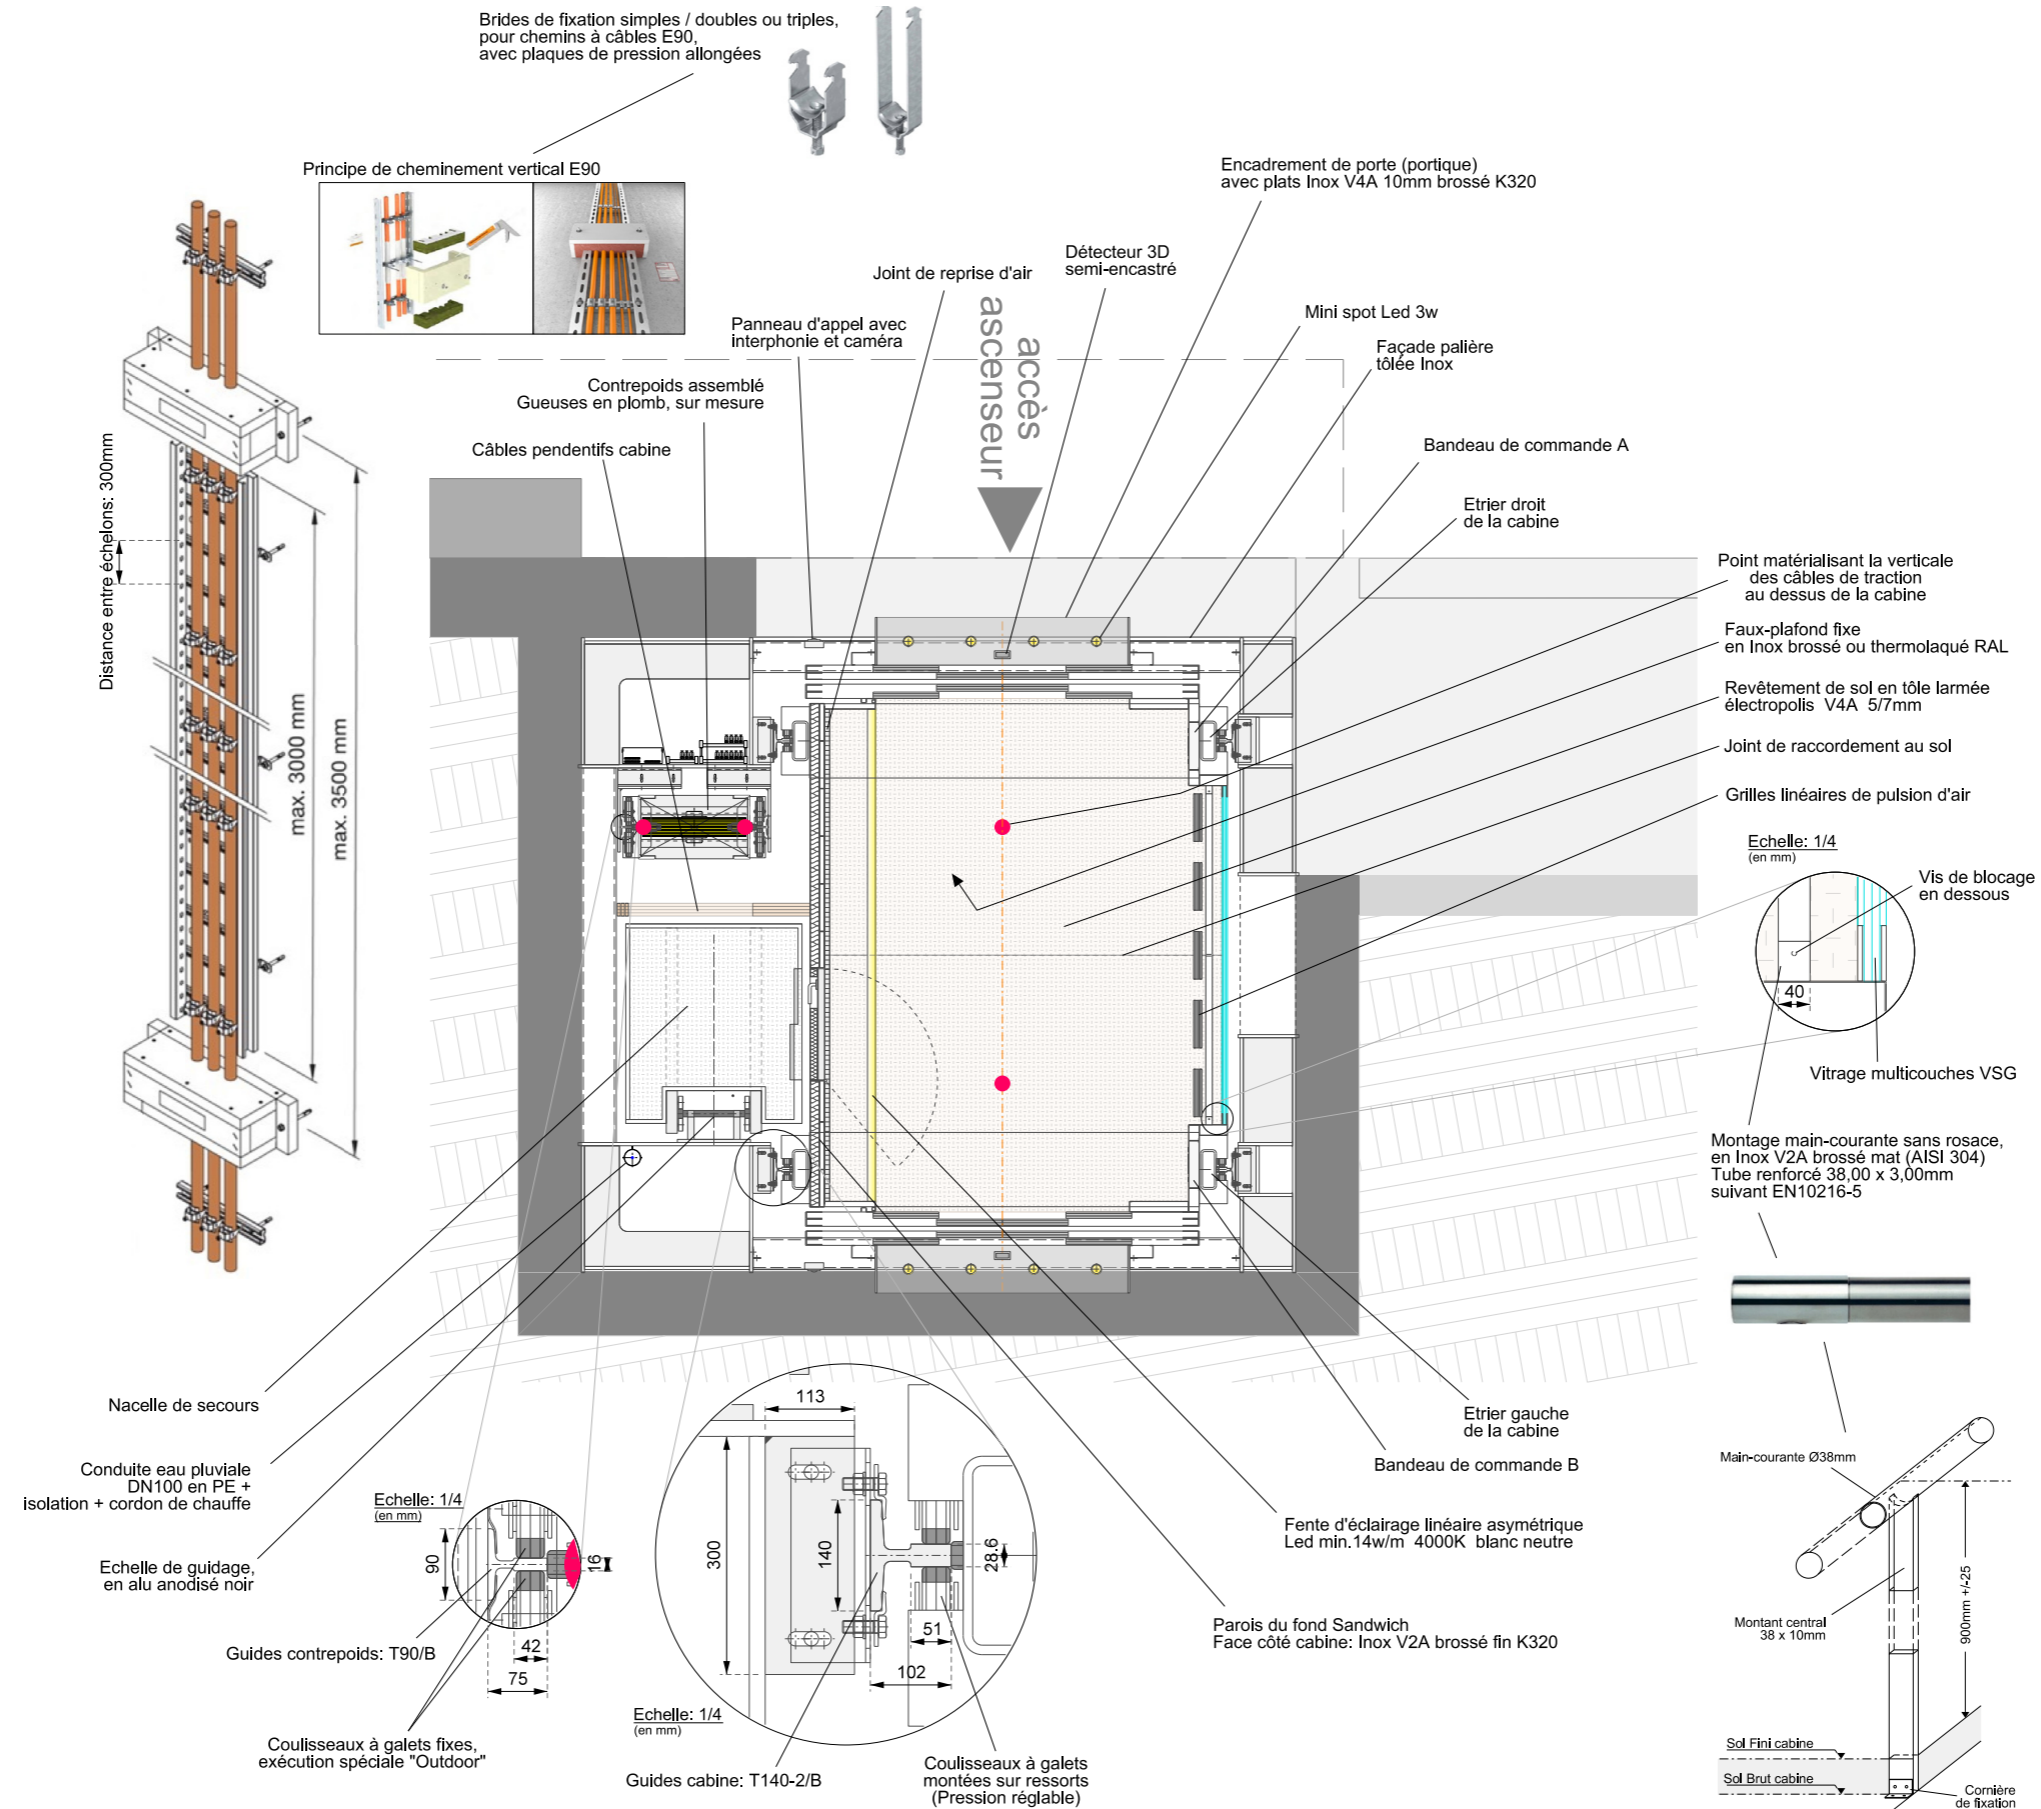 Brides de fixation simples / doubles ou triples,
pour chemins à câbles E90,
avec plaques de pression allongées
Principe de cheminement vertical E90
Encadrement de porte (portique)
avec plats Inox V4A 10mm brossé K320
Détecteur 3D
semi-encastré
Joint de reprise d'air
Mini spot Led 3w
Panneau d'appel avec
interphonie et caméra
Façade palière
tôlée Inox
accès
ascenseur
Contrepoids assemblé
Gueuses en plomb, sur mesure
Câbles pendentifs cabine
Bandeau de commande A
Etrier droit
de la cabine
Distance entre échelons: 300mm
max. 3000 mm
max. 3500 mm
Point matérialisant la verticale
des câbles de traction
au dessus de la cabine
Faux-plafond fixe
en Inox brossé ou thermolaqué RAL
Revêtement de sol en tôle larmée
électropolis V4A 5/7mm
Joint de raccordement au sol
Grilles linéaires de pulsion d'air
Echelle: 1/4
(en mm)
Vis de blocage
en dessous
40
Vitrage multicouches VSG
Montage main-courante sans rosace,
en Inox V2A brossé mat (AISI 304)
Tube renforcé 38,00 x 3,00mm
suivant EN10216-5
Nacelle de secours
Conduite eau pluviale
DN100 en PE +
isolation + cordon de chauffe
Echelle de guidage,
en alu anodisé noir
Echelle: 1/4
(en mm)
90
16
42
75
Guides contrepoids: T90/B
Coulisseaux à galets fixes,
exécution spéciale "Outdoor"
113
300
140
28.6
51
102
Echelle: 1/4
(en mm)
Guides cabine: T140-2/B
Coulisseaux à galets
montées sur ressorts
(Pression réglable)
Etrier gauche
de la cabine
Bandeau de commande B
Fente d'éclairage linéaire asymétrique
Led min.14w/m 4000K blanc neutre
Parois du fond Sandwich
Face côté cabine: Inox V2A brossé fin K320
Main-courante Ø38mm
Montant central
38 x 10mm
900mm +/-25
Sol Fini cabine
Sol Brut cabine
Cornière
de fixation